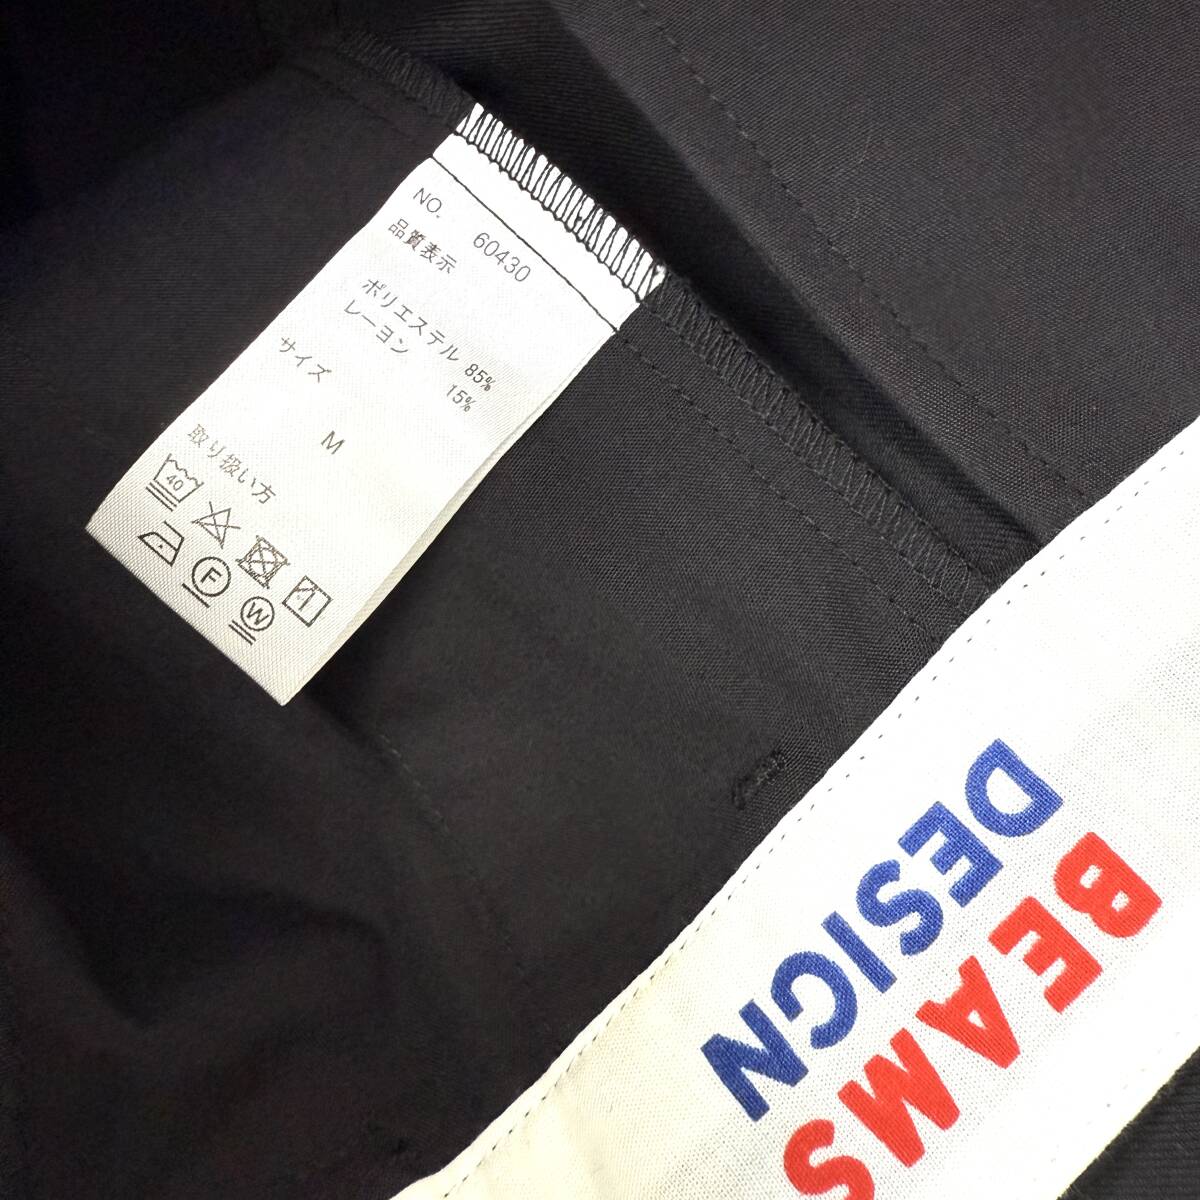 NO. 60430
品質表示
ポリエステル 85%
レーヨン 15%
サイズ
M
取り扱い方
40
F
W
BEAMS
DESIGN